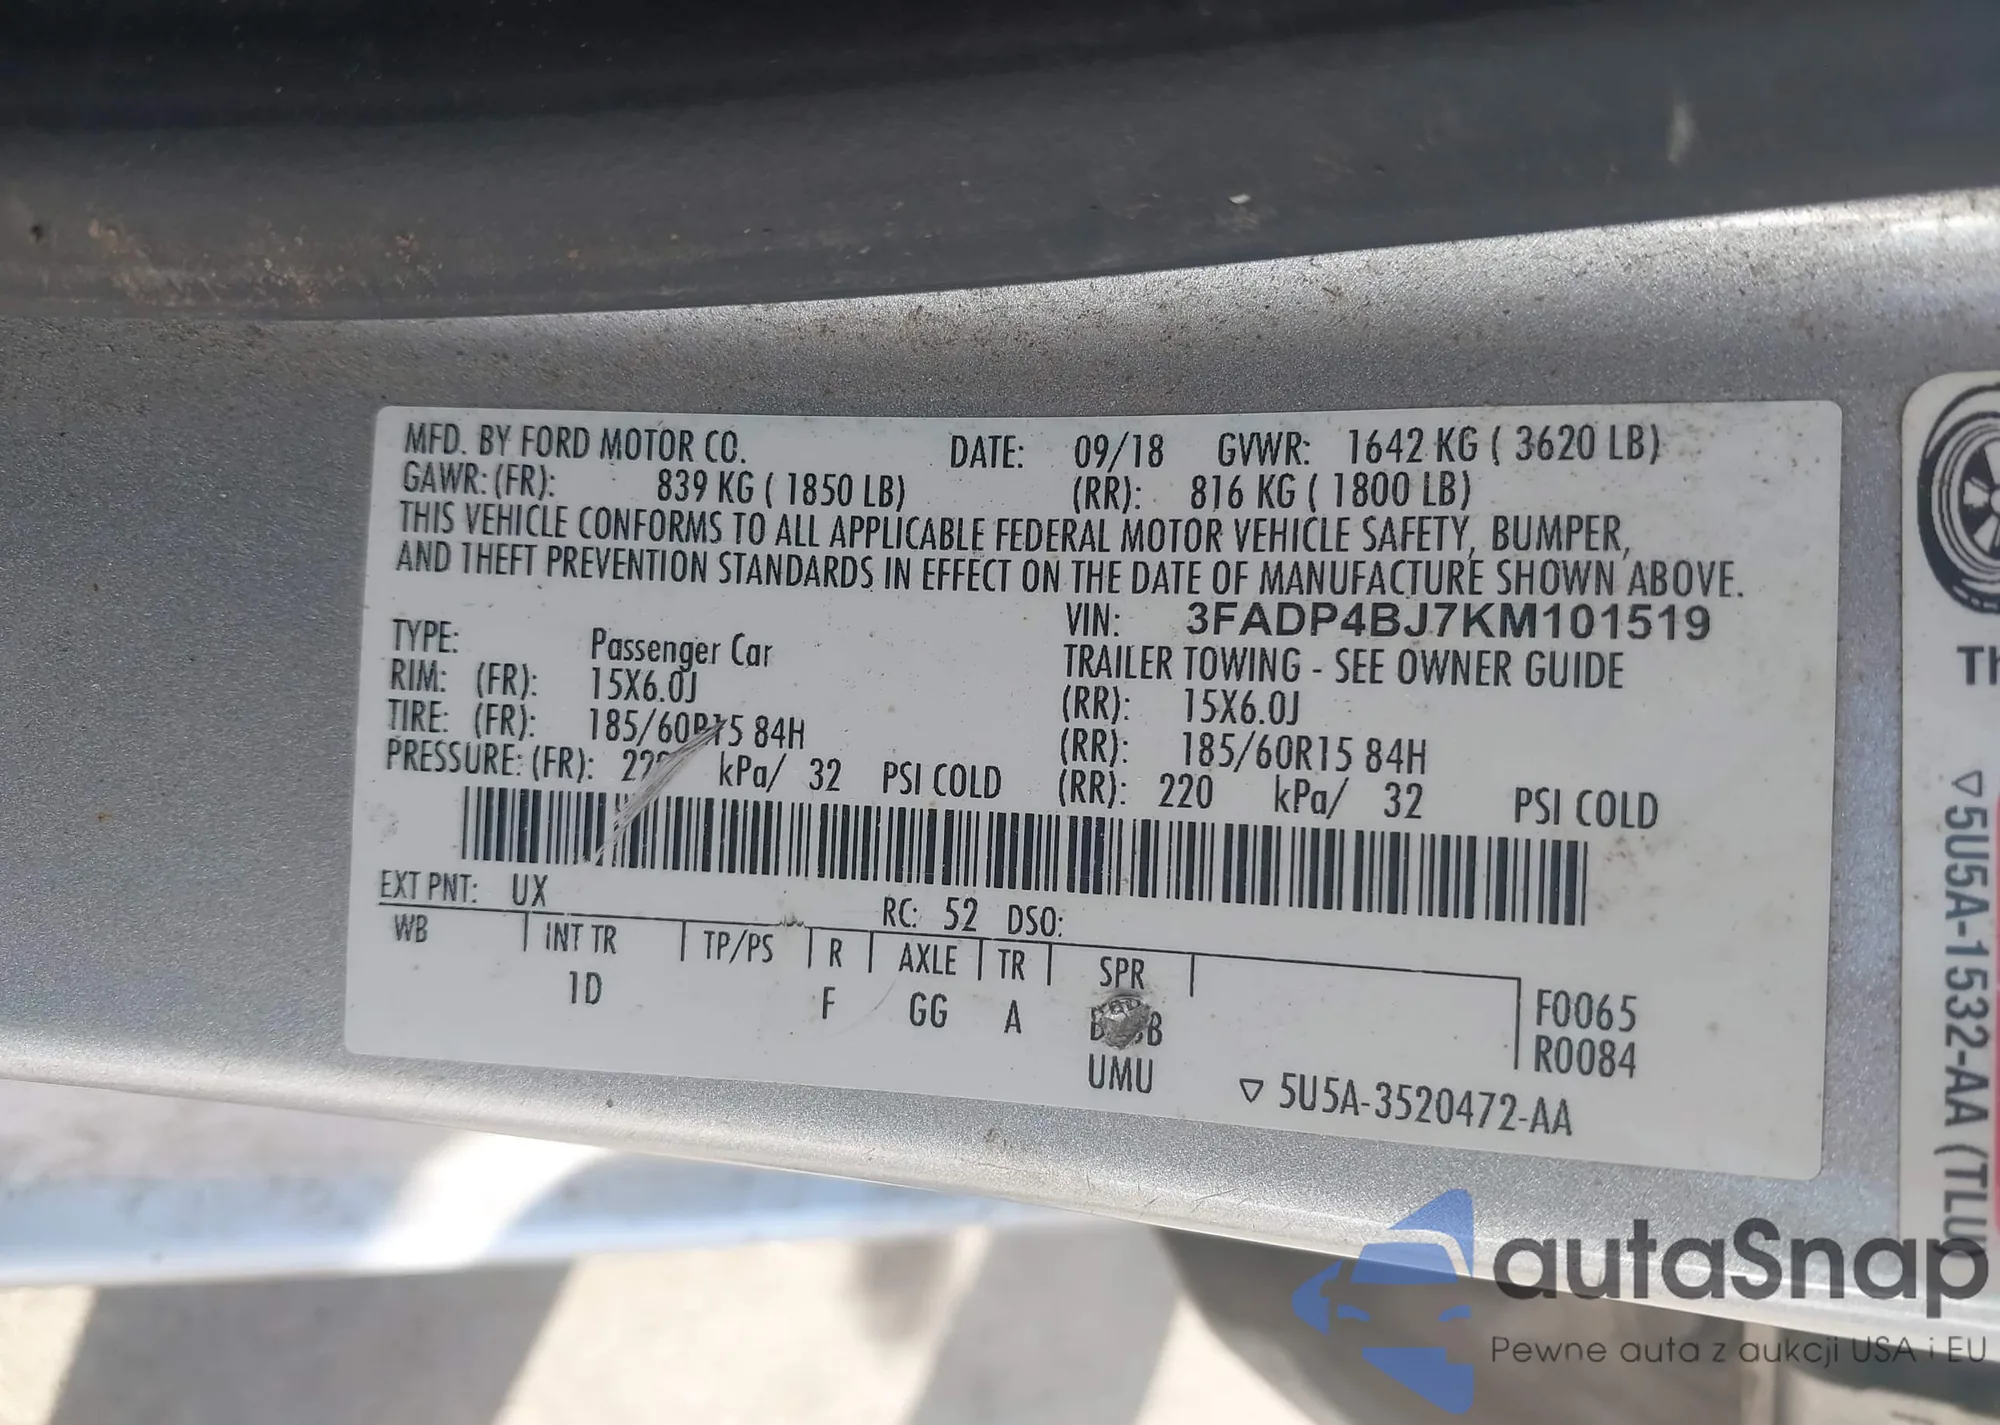 MFD. BY FORD MOTOR CO. DATE: 09/18 GVWR: 1642 KG ( 3620 LB)
GAWR: (FR): 839 KG ( 1850 LB) (RR): 816 KG ( 1800 LB)
THIS VEHICLE CONFORMS TO ALL APPLICABLE FEDERAL MOTOR VEHICLE SAFETY, BUMPER,
AND THEFT PREVENTION STANDARDS IN EFFECT ON THE DATE OF MANUFACTURE SHOWN ABOVE.
VIN: 3FADP4BJ7KM101519
TYPE: Passenger Car TRAILER TOWING - SEE OWNER GUIDE
RIM: (FR): 15X6.0J (RR): 15X6.0J
TIRE: (FR): 185/60R15 84H (RR): 185/60R15 84H
PRESSURE: (FR): kPa/ 32 PSI COLD (RR): 220 kPa/ 32 PSI COLD
EXT PNT: UX RC: 52 DSO:
WB INT TR TP/PS R AXLE TR SPR
1D F GG A F0065
UMU R0084
▽ 5U5A-3520472-AA
Th
▽5U5A-1532-AA (TLU
autaSnap
Pewne auta z aukcji USA i EU